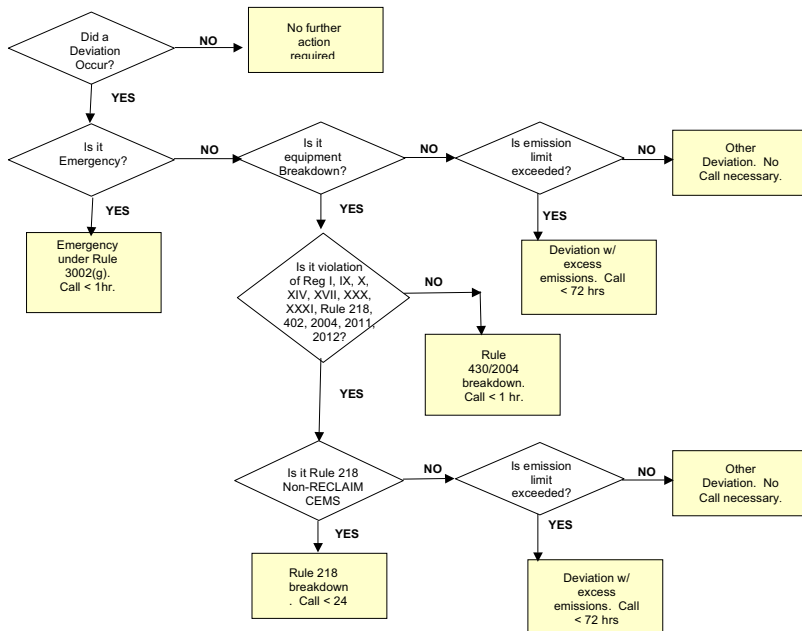 Did a
Deviation
Occur?
NO
No further
action
required
YES
Is it
Emergency?
NO
Is it
equipment
Breakdown?
NO
Is emission
limit
exceeded?
NO
Other
Deviation. No
Call necessary.
YES
YES
YES
Emergency
under Rule
3002(g).
Call < 1hr.
Is it violation
of Reg I, IX, X,
XIV, XVII, XXX,
XXXI, Rule 218,
402, 2004, 2011,
2012?
NO
Deviation w/
excess
emissions. Call
< 72 hrs
Rule
430/2004
breakdown.
Call < 1 hr.
YES
Is it Rule 218
Non-RECLAIM
CEMS
NO
Is emission
limit
exceeded?
NO
Other
Deviation. No
Call necessary.
YES
YES
Rule 218
breakdown
. Call < 24
Deviation w/
excess
emissions. Call
< 72 hrs